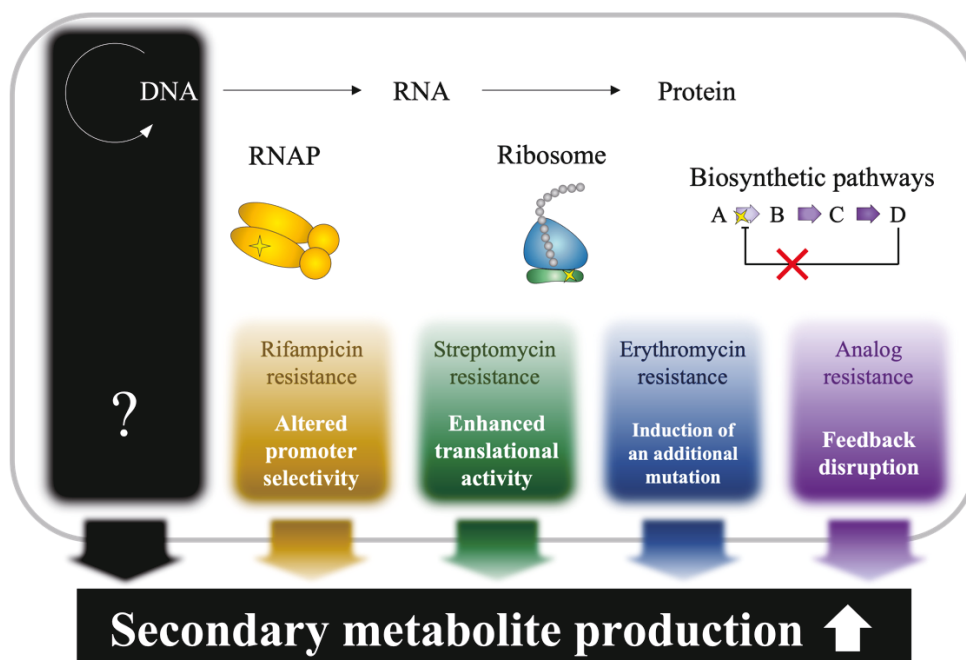 DNA
RNA
Protein
RNAP
Ribosome
Biosynthetic pathways
A B C D
?
Rifampicin
resistance
Altered
promoter
selectivity
Streptomycin
resistance
Enhanced
translational
activity
Erythromycin
resistance
Induction of
an additional
mutation
Analog
resistance
Feedback
disruption
Secondary metabolite production